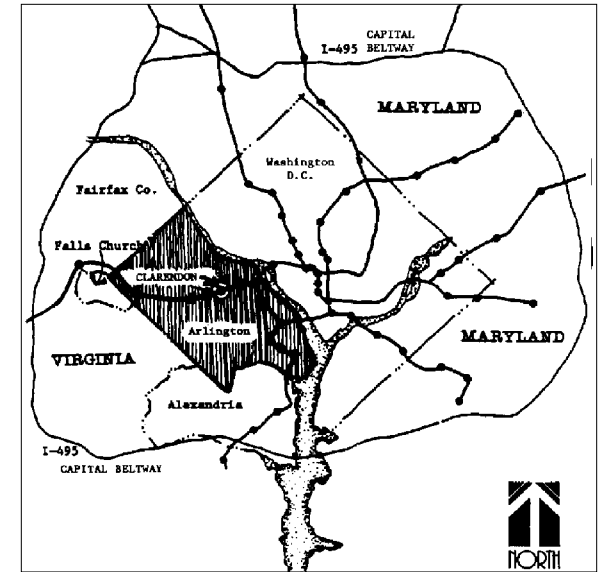 CAPITAL
I-495 BELTWAY
MARYLAND
Washington
D.C.
Fairfax Co.
Falls Church
CLARENDON
Arlington
MARYLAND
VIRGINIA
Alexandria
I-495
CAPITAL BELTWAY
NORTH